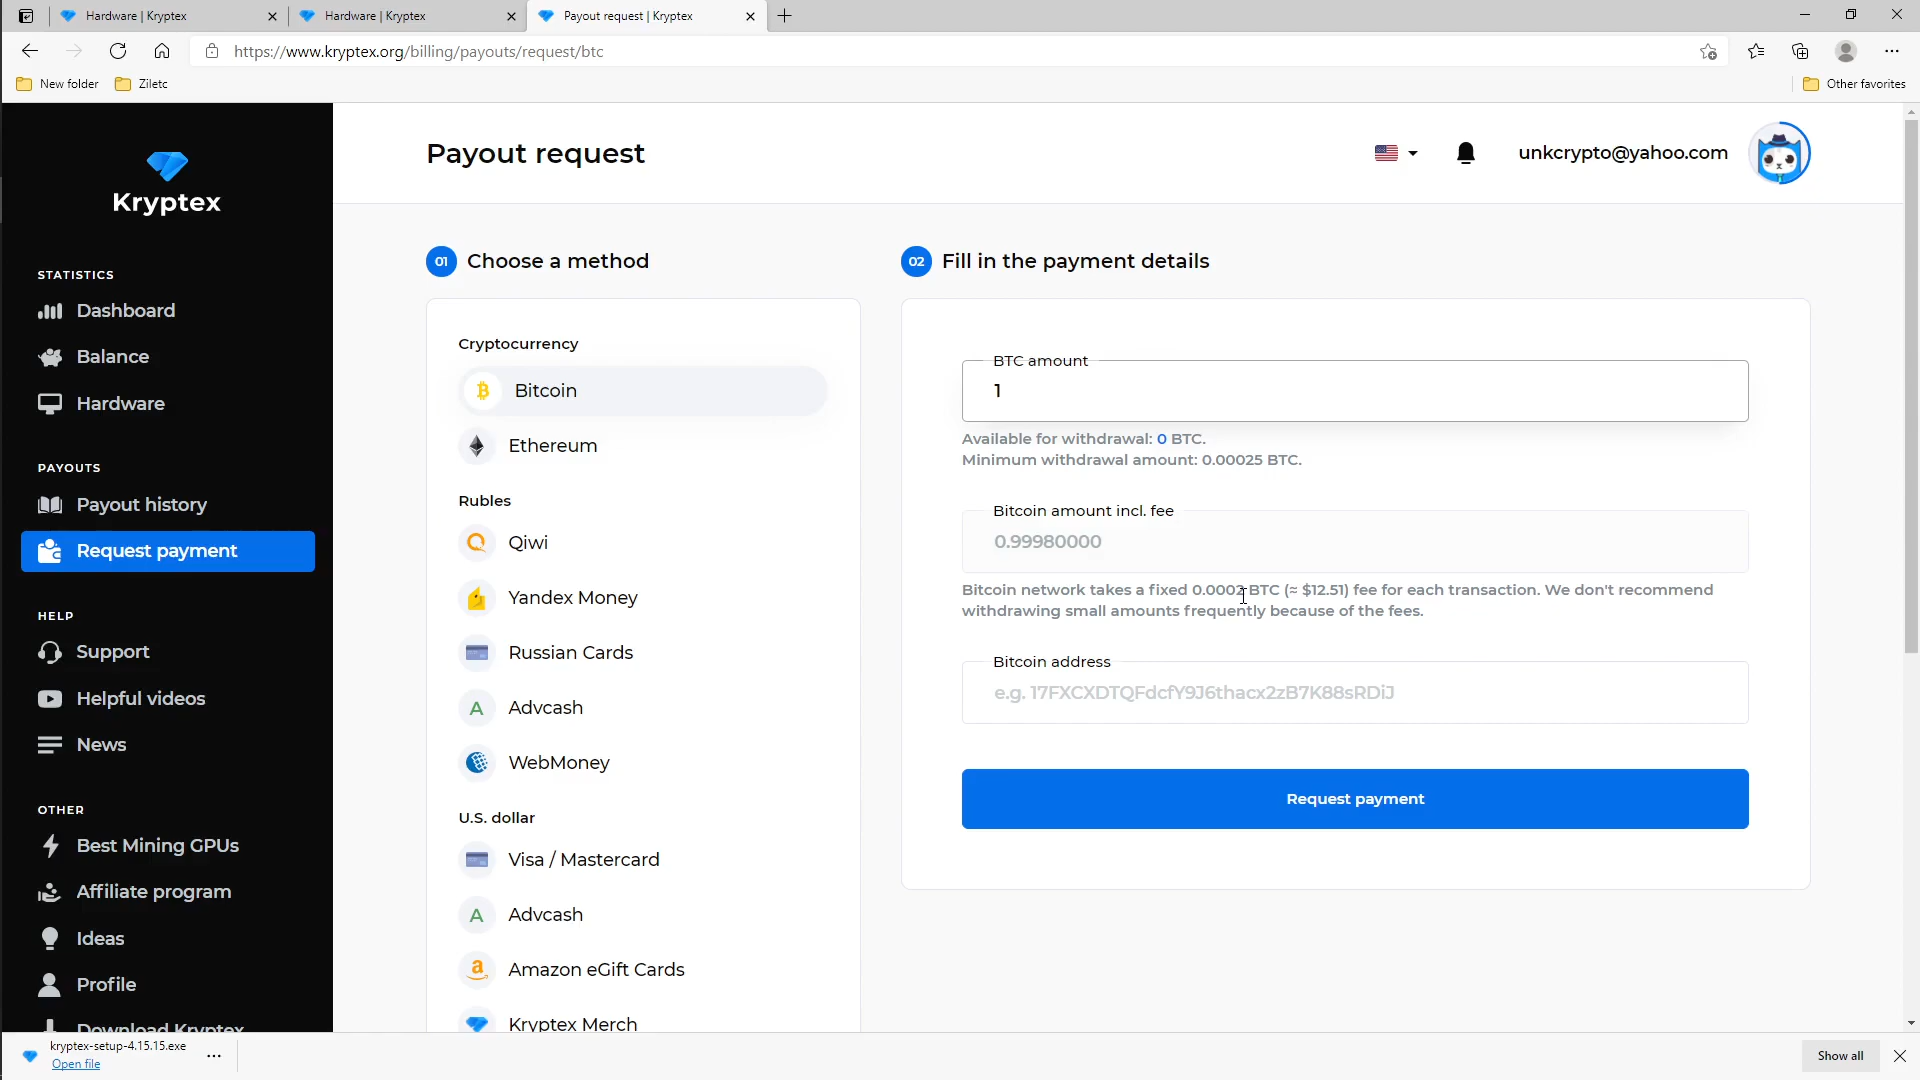 Hardware | Kryptex
Hardware | Kryptex
Payout request | Kryptex
https://www.kryptex.org/billing/payouts/request/btc
New folder
Ziletc
Other favorites
Kryptex
STATISTICS
Dashboard
Balance
Hardware
PAYOUTS
Payout history
Request payment
HELP
Support
Helpful videos
News
OTHER
Best Mining GPUs
Affiliate program
Ideas
Profile
Download Kryptex
Payout request
unkcrypto@yahoo.com
01 Choose a method
Cryptocurrency
Bitcoin
Ethereum
Rubles
Qiwi
Yandex Money
Russian Cards
Advcash
WebMoney
U.S. dollar
Visa / Mastercard
Advcash
Amazon eGift Cards
Kryptex Merch
02 Fill in the payment details
BTC amount
1
Available for withdrawal: 0 BTC.
Minimum withdrawal amount: 0.00025 BTC.
Bitcoin amount incl. fee
0.99980000
Bitcoin network takes a fixed 0.0002 BTC (≈ $12.51) fee for each transaction. We don't recommend
withdrawing small amounts frequently because of the fees.
Bitcoin address
e.g. 17FXCXDTQFdcfY9J6thacx2zB7K88sRDiJ
Request payment
kryptex-setup-4.15.15.exe
Open file
Show all